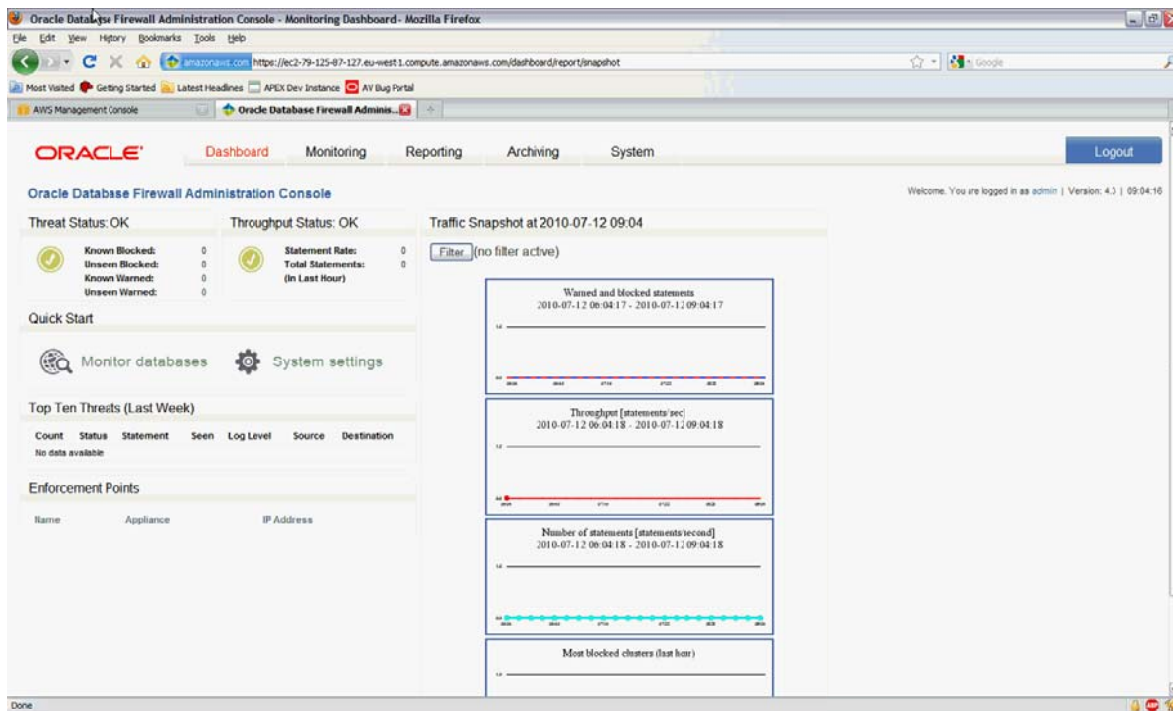 Oracle Database Firewall Administration Console - Monitoring Dashboard - Mozilla Firefox
File Edit View History Bookmarks Tools Help
amazonaws.com https://ec2-79-125-87-127.eu-west-1.compute.amazonaws.com/dashboard/report/snapshot
Google
Most Visited Getting Started Latest Headlines APEX Dev Instance AV Bug Portal
AWS Management Console Oracle Database Firewall Adminis...
ORACLE Dashboard Monitoring Reporting Archiving System Logout
Oracle Database Firewall Administration Console
Welcome. You are logged in as admin | Version: 4.3 | 09:04:16
Threat Status: OK
Known Blocked: 0
Unseen Blocked: 0
Known Warned: 0
Unseen Warned: 0
Throughput Status: OK
Statement Rate: 0
Total Statements: 0
(In Last Hour)
Quick Start
Monitor databases System settings
Top Ten Threats (Last Week)
Count Status Statement Seen Log Level Source Destination
No data available
Enforcement Points
Name Appliance IP Address
Traffic Snapshot at 2010-07-12 09:04
Filter (no filter active)
Warned and blocked statements
2010-07-12 06:04:17 - 2010-07-12 09:04:17
Throughput [statements/sec]
2010-07-12 06:04:18 - 2010-07-12 09:04:18
Number of statements [statements/second]
2010-07-12 06:04:18 - 2010-07-12 09:04:18
Most blocked clusters (last hour)
Done